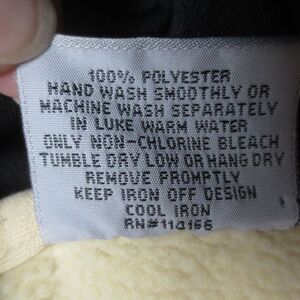 100% POLYESTER
HAND WASH SMOOTHLY OR
MACHINE WASH SEPARATELY
IN LUKE WARM WATER
ONLY NON-CHLORINE BLEACH
TUMBLE DRY LOW OR HANG DRY
REMOVE PROMPTLY
KEEP IRON OFF DESIGN
COOL IRON
RN#114166